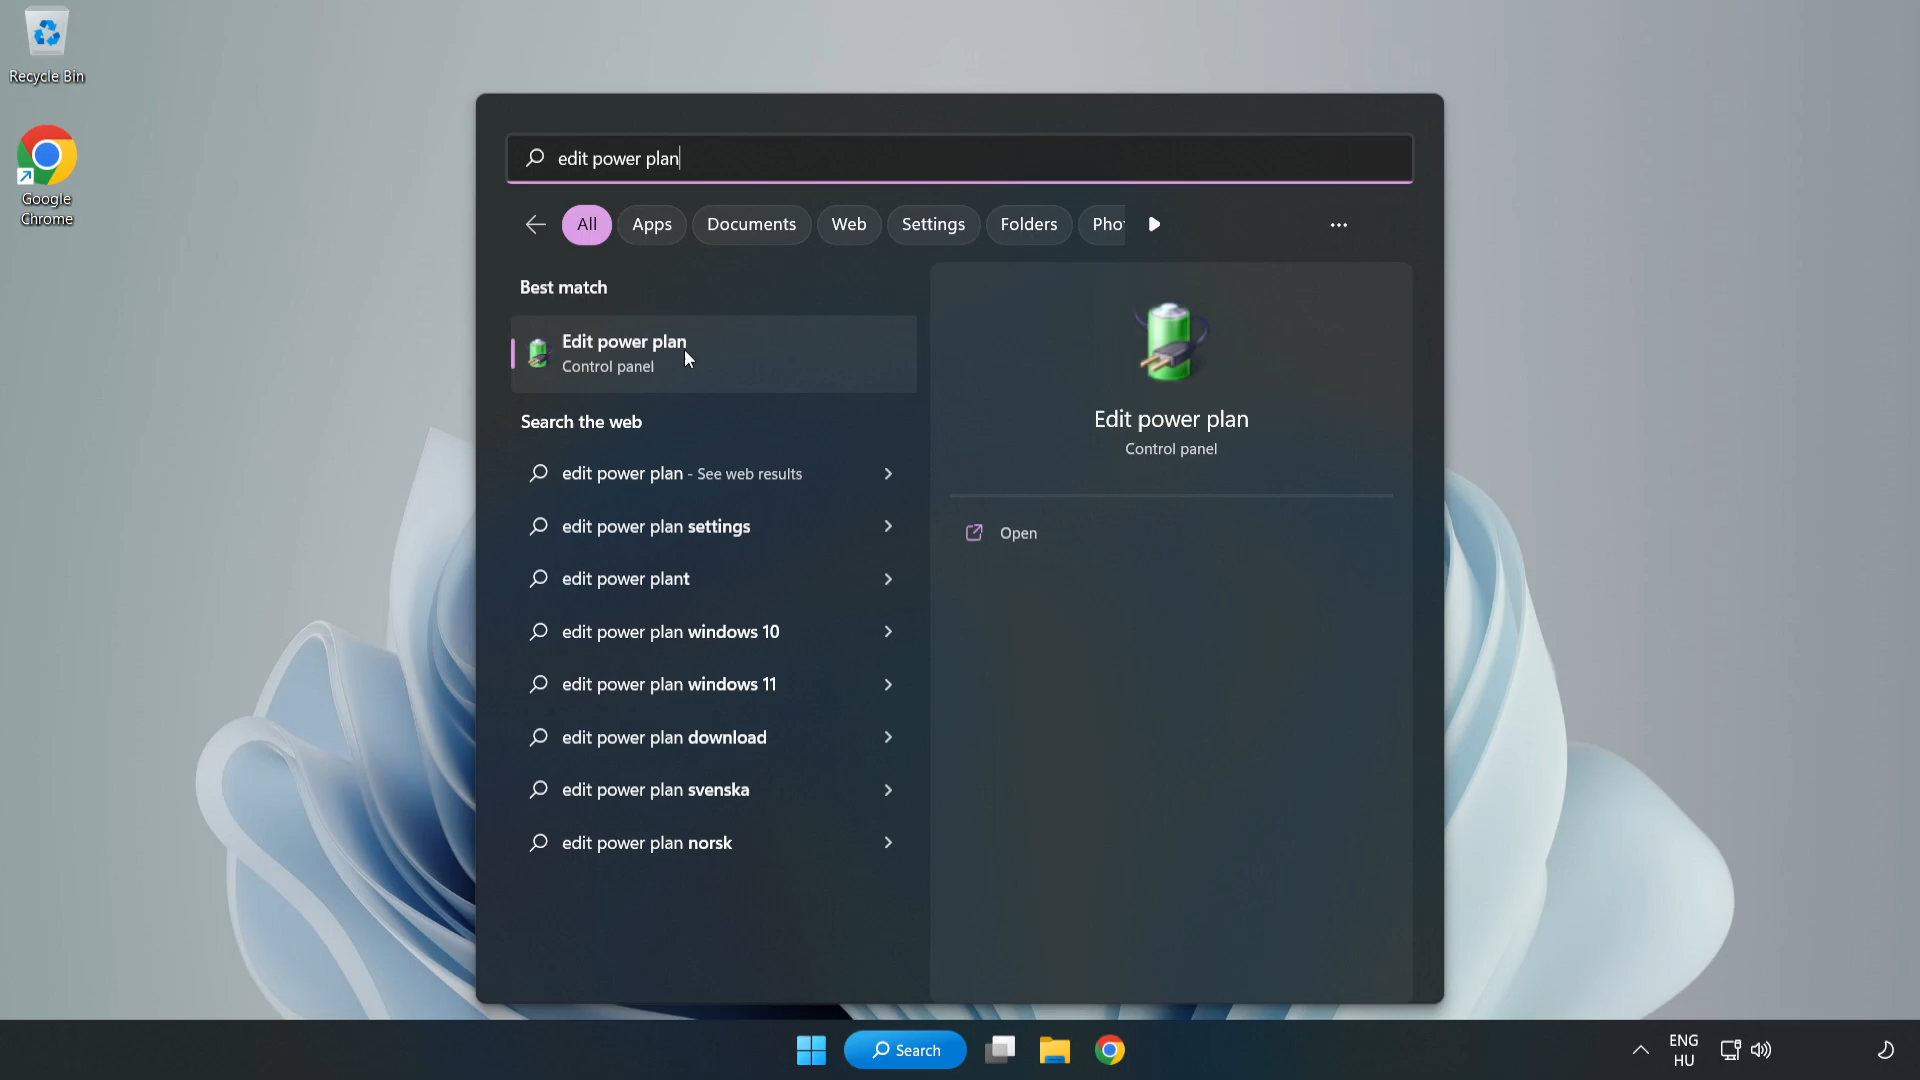 Recycle Bin
Google
Chrome
edit power plan
All
Apps
Documents
Web
Settings
Folders
Pho
Best match
Edit power plan
Control panel
Search the web
edit power plan - See web results
edit power plan settings
edit power plant
edit power plan windows 10
edit power plan windows 11
edit power plan download
edit power plan svenska
edit power plan norsk
Edit power plan
Control panel
Open
Search
ENG
HU